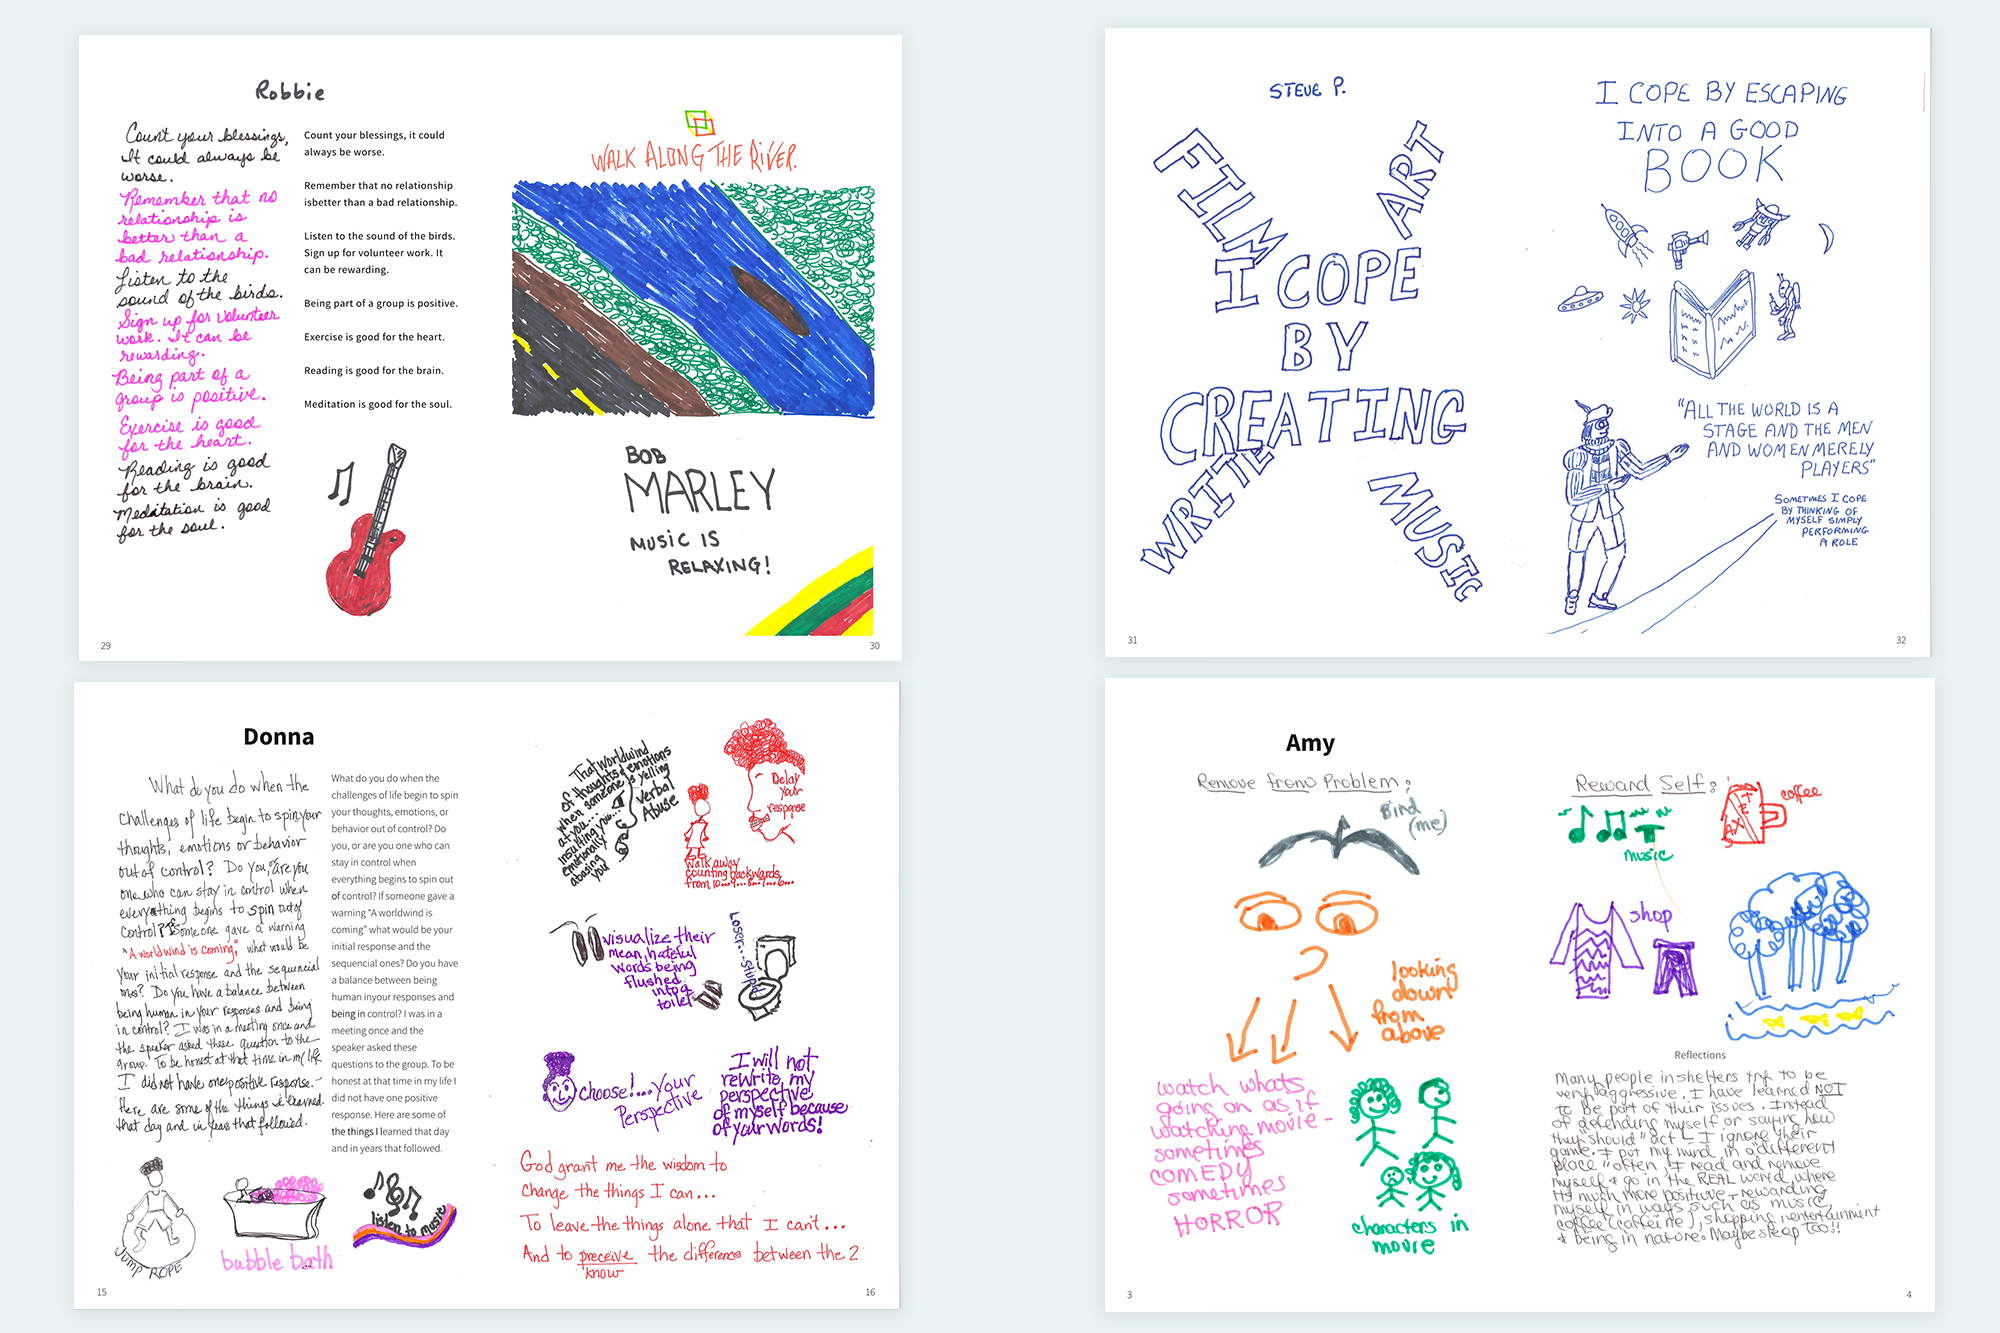 Robbie
Count your blessings,
It could always be
worse.
Remember that no
relationship is
better than a
bad relationship.
Listen to the
sound of the birds.
Sign up for volunteer
work. It can be
rewarding.
Being part of a
group is positive.
Exercise is good
for the heart.
Reading is good
for the brain.
Meditation is good
for the soul.
Count your blessings, it could
always be worse.
Remember that no relationship
isbetter than a bad relationship.
Listen to the sound of the birds.
Sign up for volunteer work. It
can be rewarding.
Being part of a group is positive.
Exercise is good for the heart.
Reading is good for the brain.
Meditation is good for the soul.
29
WALK ALONG THE RIVER.
BOB
MARLEY
MUSIC IS
RELAXING!
30
STEVE P.
FILM
ART
I COPE
BY
CREATING
WRITE
MUSIC
31
I COPE BY ESCAPING
INTO A GOOD
BOOK
"ALL THE WORLD IS A
STAGE AND THE MEN
AND WOMEN MERELY
PLAYERS"
SOMETIMES I COPE
BY THINKING OF
MYSELF SIMPLY
PERFORMING
A ROLE
32
Donna
What do you do when the
challenges of life begin to spin your
thoughts, emotions or behavior
out of control? Do you, or are you
one who can stay in control when
everything begins to spin out of
control? If someone gave a warning
"A world wind is coming," what would be
your initial response and the sequencial
ones? Do you have a balance between
being human in your responses and being
in control? I was in a meeting once and
the speaker asked these question to the
group. To be honest at that time in my life
I did not have one positive response.-
Here are some of the things I learned
that day and in years that followed.
What do you do when the
challenges of life begin to spin
your thoughts, emotions, or
behavior out of control? Do
you, or are you one who can
stay in control when
everything begins to spin out
of control? If someone gave a
warning "A worldwind is
coming" what would be your
initial response and the
sequential ones? Do you have
a balance between being
human inyour responses and
being in control? I was in a
meeting once and the
speaker asked these
questions to the group. To be
honest at that time in my life I
did not have one positive
response. Here are some of
the things I learned that day
and in years that followed.
Jump ROPE
bubble bath
listen to music
15
That worldwind
of thoughts & emotions
when someone is yelling
at you...
insulting you...
emotionally
abusing
you
verbal
Abuse
Delay
your
response
walk away
counting backwards
from 10...9...8...7...6...
visualize their
mean, hateful
words being
flushed
into a
toilet
Loser... stupid
choose!....your
Perspective
I will not
rewrite my
perspective
of myself because
of your words!
God grant me the wisdom to
change the things I can...
To leave the things alone that I can't...
And to preceive the difference between the 2
know
16
Amy
Remove from Problem:
Bird
(me)
looking
down
from
above
watch whats
going on as if
watching movie -
sometimes
COMEDY
sometimes
HORROR
characters in
movie
3
Reward Self:
music
coffee
shop
Reflections
Many people in shelters try to be
very aggressive. I have learned NOT
to be part of their issues. Instead
of defending myself or saying how
they "should" act - I ignore their
game. I put my mind in a different
place "often, I read and remove
myself & go in the REAL world, where
its much more positive - rewarding
myself in ways such as music,
coffee (caffeine), shopping, entertainment
& being in nature. Maybe sleep too!!
4